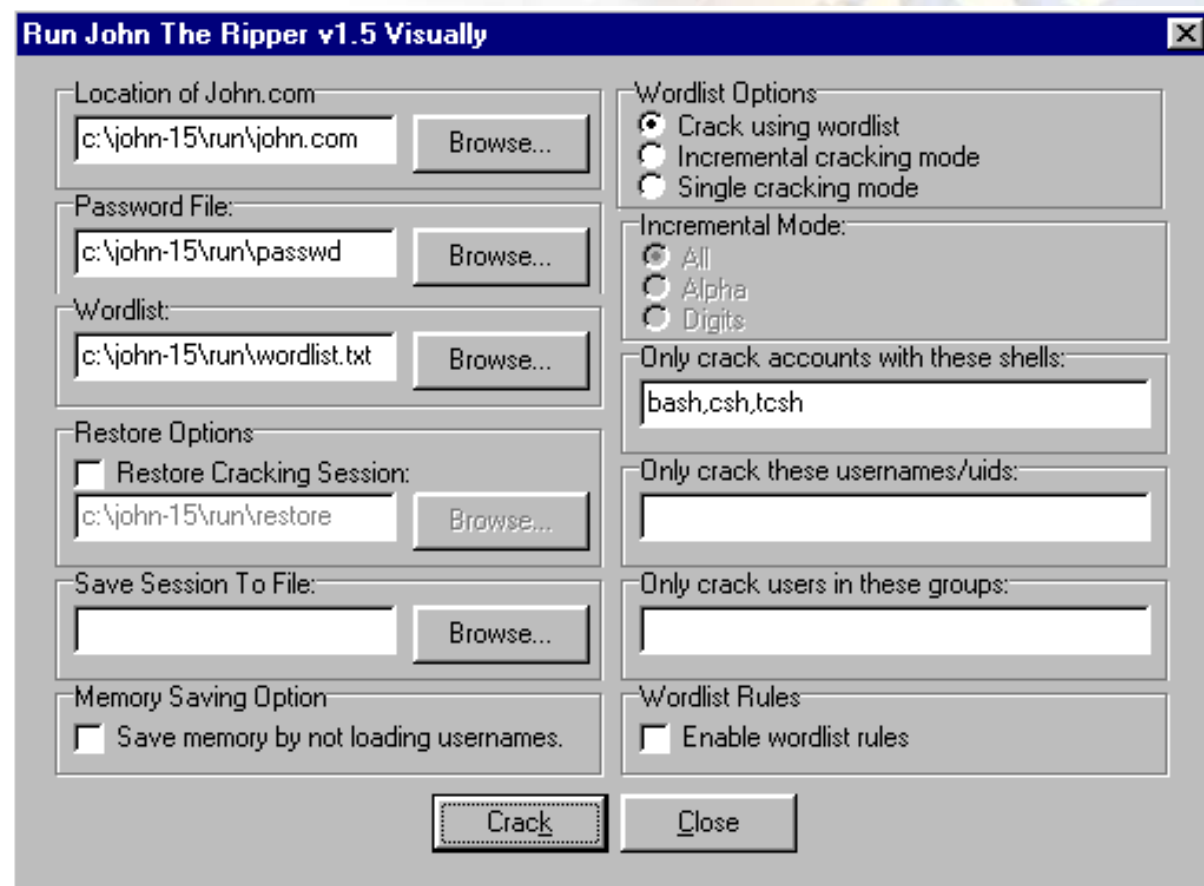 Run John The Ripper v1.5 Visually
Location of John.com
c:\john-15\run\john.com
Browse...
Password File:
c:\john-15\run\passwd
Browse...
Wordlist:
c:\john-15\run\wordlist.txt
Browse...
Restore Options
Restore Cracking Session:
c:\john-15\run\restore
Browse...
Save Session To File:
Browse...
Memory Saving Option
Save memory by not loading usernames.
Wordlist Options
Crack using wordlist
Incremental cracking mode
Single cracking mode
Incremental Mode:
All
Alpha
Digits
Only crack accounts with these shells:
bash,csh,tcsh
Only crack these usernames/uids:
Only crack users in these groups:
Wordlist Rules
Enable wordlist rules
Crack
Close